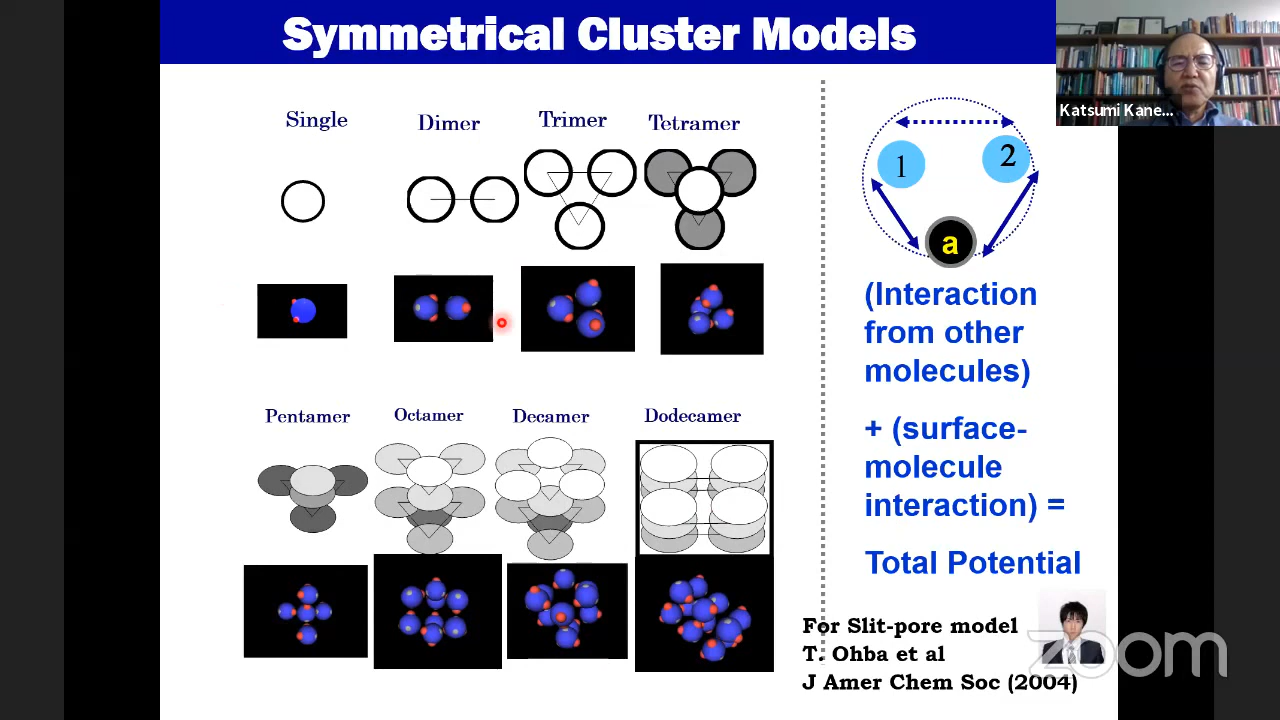 Symmetrical Cluster Models
Katsumi Kane...
Single
Dimer
Trimer
Tetramer
1
2
a
(Interaction
from other
molecules)
+ (surface-
molecule
interaction) =
Total Potential
Pentamer
Octamer
Decamer
Dodecamer
For Slit-pore model
T. Ohba et al
J Amer Chem Soc (2004)
zoom